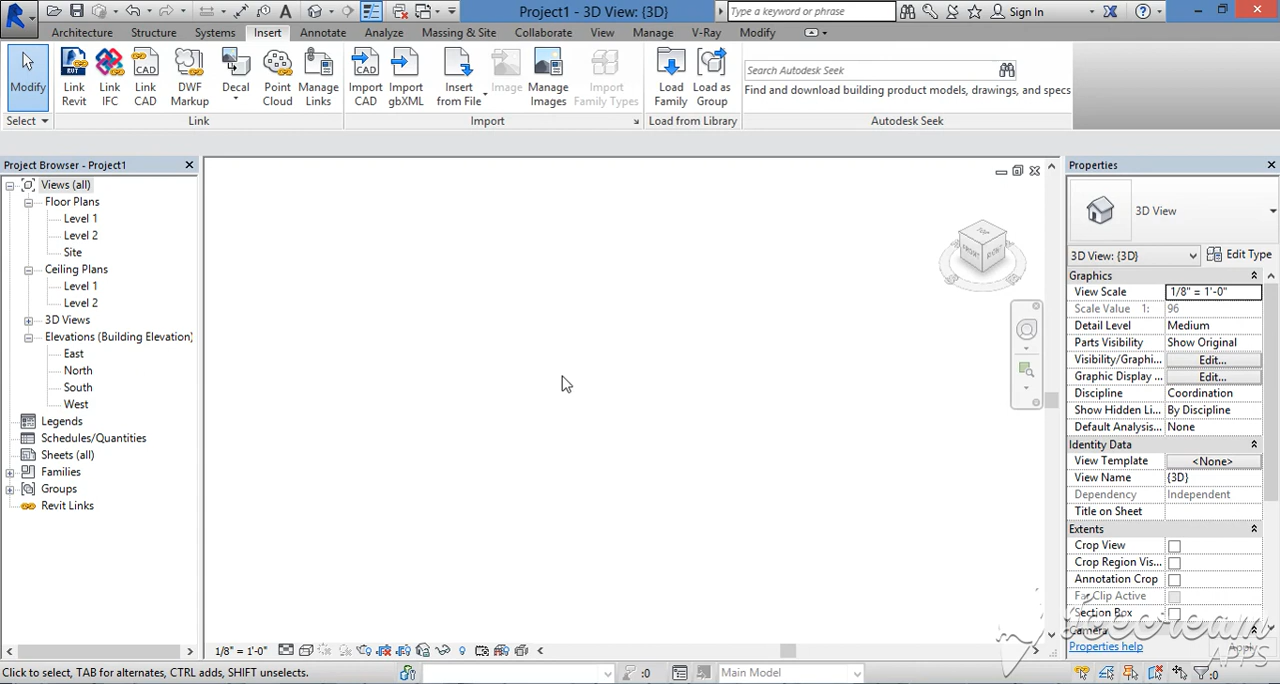 Project1 - 3D View: {3D}
Type a keyword or phrase
Sign In
Architecture Structure Systems Insert Annotate Analyze Massing & Site Collaborate View Manage V-Ray Modify
Modify
Link Revit
Link IFC
Link CAD
DWF Markup
Decal
Point Cloud
Manage Links
Import CAD
Import gbXML
Insert from File
Image
Manage Images
Import Family Types
Load Family
Load as Group
Search Autodesk Seek
Find and download building product models, drawings, and specs
Select
Link
Import
Load from Library
Autodesk Seek
Project Browser - Project1
Views (all)
Floor Plans
Level 1
Level 2
Site
Ceiling Plans
Level 1
Level 2
3D Views
Elevations (Building Elevation)
East
North
South
West
Legends
Schedules/Quantities
Sheets (all)
Families
Groups
Revit Links
TOP
FRONT
Properties
3D View
3D View: {3D} Edit Type
Graphics
View Scale 1/8" = 1'-0"
Scale Value 1: 96
Detail Level Medium
Parts Visibility Show Original
Visibility/Graphi... Edit...
Graphic Display ... Edit...
Discipline Coordination
Show Hidden Li... By Discipline
Default Analysis... None
Identity Data
View Template <None>
View Name {3D}
Dependency Independent
Title on Sheet
Extents
Crop View
Crop Region Vis...
Annotation Crop
Far Clip Active
Section Box
Camera
Properties help
Apply
1/8" = 1'-0"
Click to select, TAB for alternates, CTRL adds, SHIFT unselects.
:0
Main Model
:0
icecream
APPS